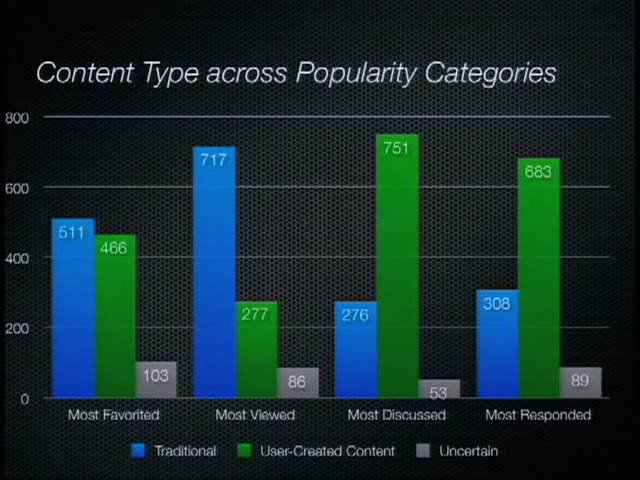 Content Type across Popularity Categories
800
600
400
200
0
511
466
103
717
277
86
276
751
53
308
683
89
Most Favorited
Most Viewed
Most Discussed
Most Responded
Traditional
User-Created Content
Uncertain